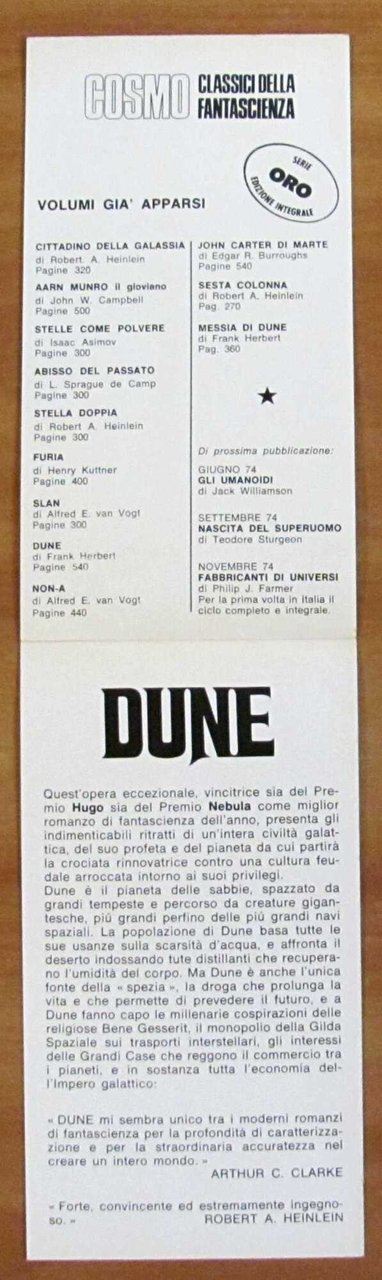 COSMO CLASSICI DELLA
FANTASCIENZA
SERIE
ORO
EDIZIONE INTEGRALE
VOLUMI GIA' APPARSI
CITTADINO DELLA GALASSIA
di Robert A. Heinlein
Pagine 320
AARN MUNRO il gioviano
di John W. Campbell
Pagine 500
STELLE COME POLVERE
di Isaac Asimov
Pagine 300
ABISSO DEL PASSATO
di L. Sprague de Camp
Pagine 300
STELLA DOPPIA
di Robert A. Heinlein
Pagine 300
FURIA
di Henry Kuttner
Pagine 400
SLAN
di Alfred E. van Vogt
Pagine 300
DUNE
di Frank Herbert
Pagine 540
NON-A
di Alfred E. van Vogt
Pagine 440
JOHN CARTER DI MARTE
di Edgar R. Burroughs
Pagine 540
SESTA COLONNA
di Robert A. Heinlein
Pag. 270
MESSIA DI DUNE
di Frank Herbert
Pag. 360
Di prossima pubblicazione:
GIUGNO 74
GLI UMANOIDI
di Jack Williamson
SETTEMBRE 74
NASCITA DEL SUPERUOMO
di Teodore Sturgeon
NOVEMBRE 74
FABBRICANTI DI UNIVERSI
di Philip J. Farmer
Per la prima volta in Italia il
ciclo completo e integrale.
DUNE
Quest'opera eccezionale, vincitrice sia del Pre-
mio Hugo sia del Premio Nebula come miglior
romanzo di fantascienza dell'anno, presenta gli
indimenticabili ritratti di un'intera civiltà galat-
tica, del suo profeta e del pianeta da cui partirà
la crociata rinnovatrice contro una cultura feu-
dale arroccata intorno ai suoi privilegi.
Dune è il pianeta delle sabbie, spazzato da
grandi tempeste e percorso da creature gigan-
tesche, più grandi perfino delle più grandi navi
spaziali. La popolazione di Dune basa tutte le
sue usanze sulla scarsità d'acqua, e affronta il
deserto indossando tute distillanti che recupera-
no l'umidità del corpo. Ma Dune è anche l'unica
fonte della « spezia », la droga che prolunga la
vita e che permette di prevedere il futuro, e a
Dune fanno capo le millenarie cospirazioni delle
religiose Bene Gesserit, il monopolio della Gilda
Spaziale sui trasporti interstellari, gli interessi
delle Grandi Case che reggono il commercio tra
i pianeti, e in sostanza tutta l'economia del-
l'Impero galattico:
« DUNE mi sembra unico tra i moderni romanzi
di fantascienza per la profondità di caratterizza-
zione e per la straordinaria accuratezza nel
creare un intero mondo. »
ARTHUR C. CLARKE
« Forte, convincente ed estremamente ingegno-
so. » ROBERT A. HEINLEIN